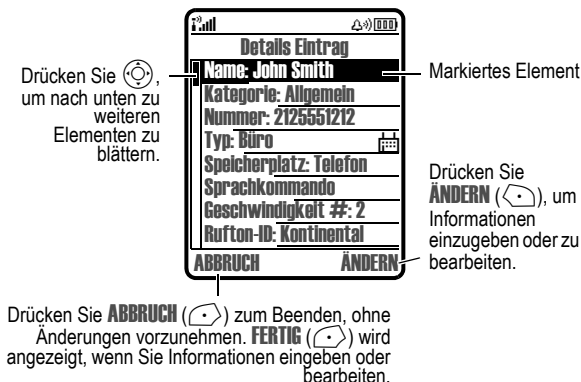 Details Eintrag
Name: John Smith
Kategorie: Allgemein
Nummer: 2125551212
Typ: Büro
Speicherplatz: Telefon
Sprachkommando
Geschwindigkeit #: 2
Rufton-ID: Kontinental
ABBRUCH ÄNDERN
Drücken Sie ,
um nach unten zu
weiteren
Elementen zu
blättern.
Markiertes Element
Drücken Sie
ÄNDERN ( ), um
Informationen
einzugeben oder zu
bearbeiten.
Drücken Sie ABBRUCH ( ) zum Beenden, ohne
Änderungen vorzunehmen. FERTIG ( ) wird
angezeigt, wenn Sie Informationen eingeben oder
bearbeiten.